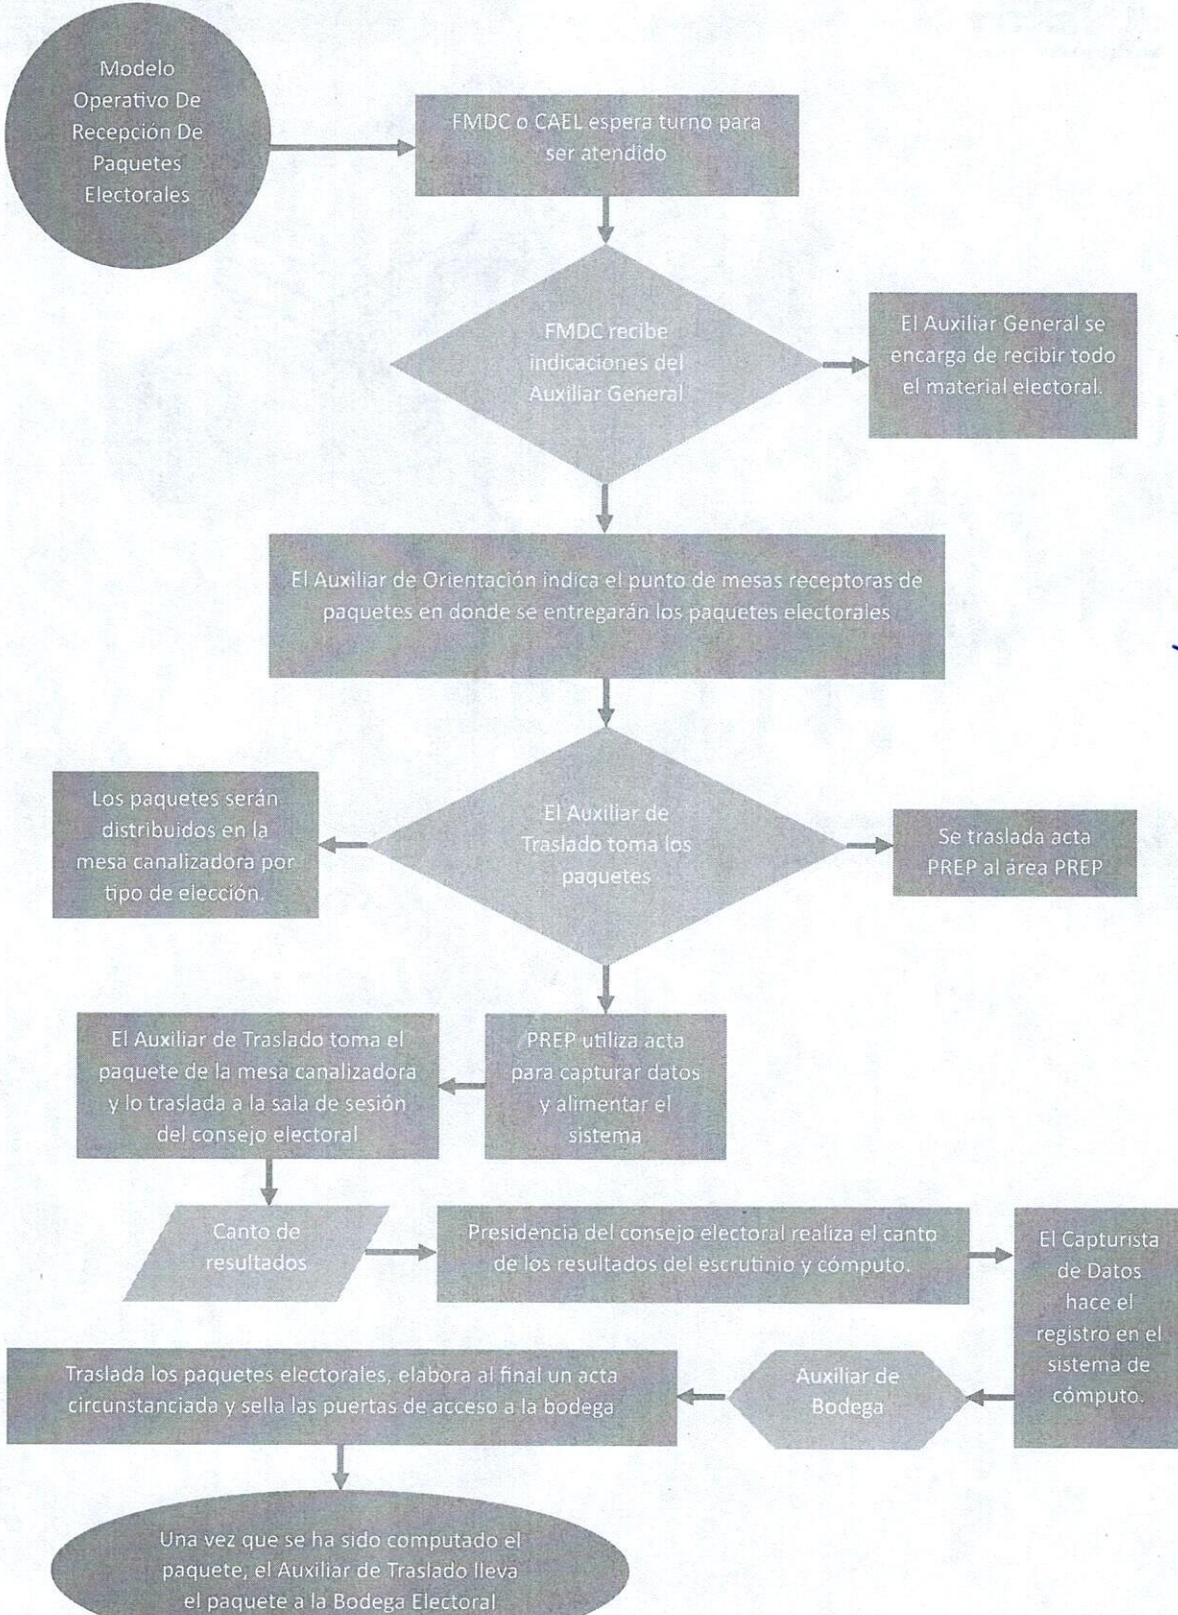 Modelo
Operativo De
Recepción De
Paquetes
Electorales
FMDC o CAEL espera turno para
ser atendido
FMDC recibe
indicaciones del
Auxiliar General
El Auxiliar General se
encarga de recibir todo
el material electoral.
El Auxiliar de Orientación indica el punto de mesas receptoras de
paquetes en donde se entregarán los paquetes electorales
Los paquetes serán
distribuidos en la
mesa canalizadora por
tipo de elección.
El Auxiliar de
Traslado toma los
paquetes
Se traslada acta
PREP al área PREP
El Auxiliar de Traslado toma el
paquete de la mesa canalizadora
y lo traslada a la sala de sesión
del consejo electoral
PREP utiliza acta
para capturar datos
y alimentar el
sistema
Canto de
resultados
Presidencia del consejo electoral realiza el canto
de los resultados del escrutinio y cómputo.
El Capturista
de Datos
hace el
registro en el
sistema de
cómputo.
Traslada los paquetes electorales, elabora al final un acta
circunstanciada y sella las puertas de acceso a la bodega
Auxiliar de
Bodega
Una vez que se ha sido computado el
paquete, el Auxiliar de Traslado lleva
el paquete a la Bodega Electoral